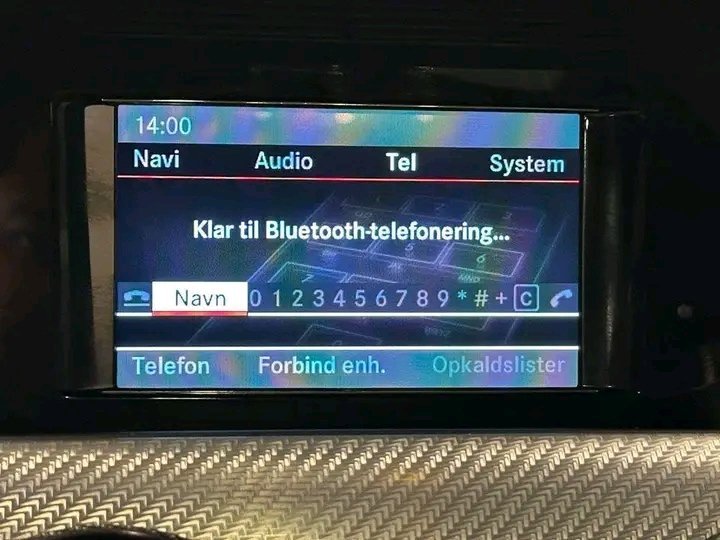 14:00
Navi Audio Tel System
Klar til Bluetooth-telefonering...
Navn 0 1 2 3 4 5 6 7 8 9 * # + C
Telefon Forbind enh. Opkaldslister